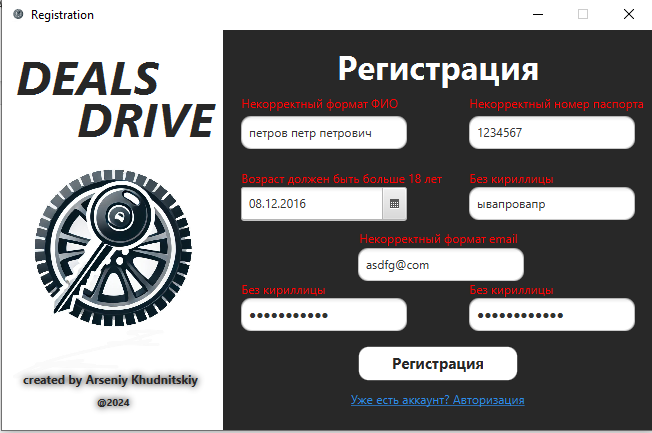 Registration
DEALS
DRIVE
created by Arseniy Khudnitskiy
@2024
Регистрация
Некорректный формат ФИО
Некорректный номер паспорта
петров петр петрович
1234567
Возраст должен быть больше 18 лет
Без кириллицы
08.12.2016
ывапровапр
Некорректный формат email
asdfg@com
Без кириллицы
Без кириллицы
Регистрация
Уже есть аккаунт? Авторизация